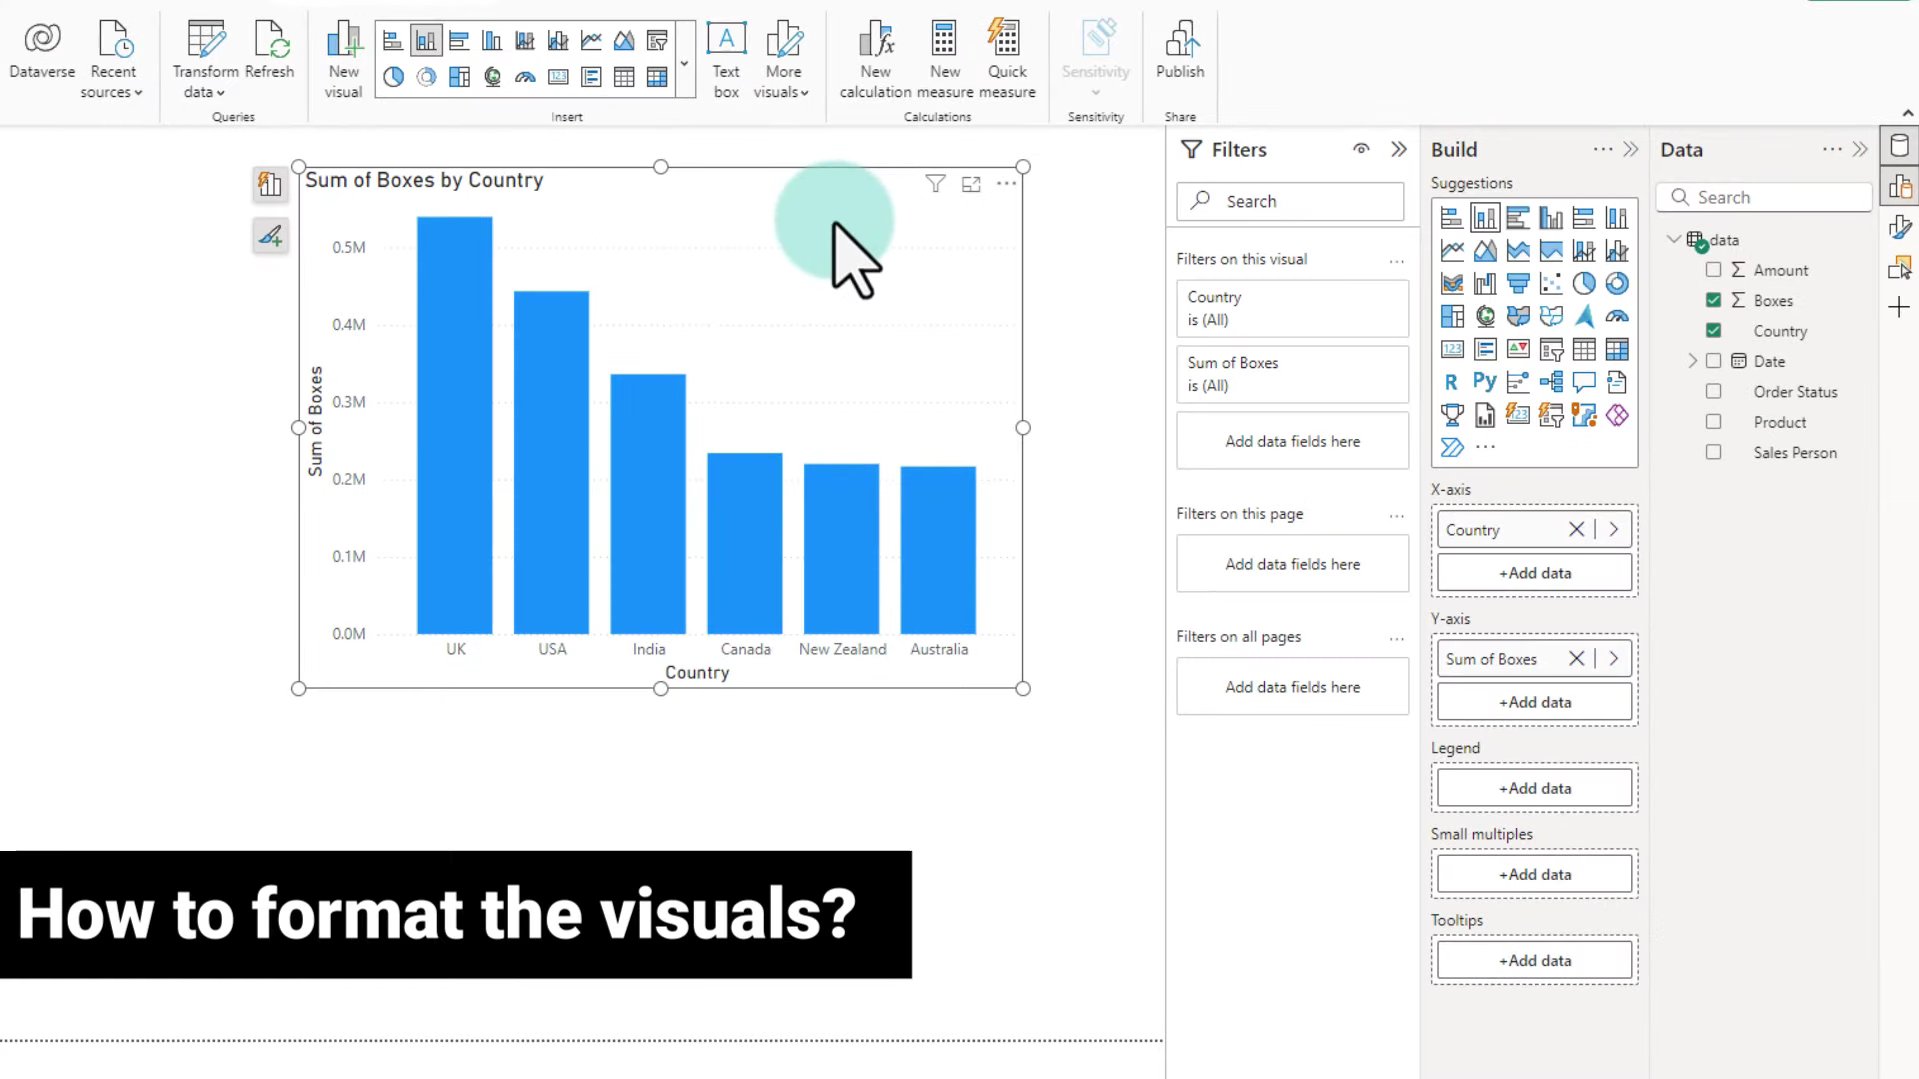 Dataverse
Recent
sources
Transform
data
Refresh
Queries
New
visual
123
Insert
A
Text
box
More
visuals
fx
New
calculation
New
measure
Quick
measure
Calculations
Sensitivity
Sensitivity
Publish
Share
Sum of Boxes by Country
Sum of Boxes
0.5M
0.4M
0.3M
0.2M
0.1M
0.0M
UK
USA
India
Canada
New Zealand
Australia
Country
How to format the visuals?
Filters
Search
Filters on this visual
Country
is (All)
Sum of Boxes
is (All)
Add data fields here
Filters on this page
Add data fields here
Filters on all pages
Add data fields here
Build
Suggestions
123
R
Py
123
X-axis
Country
+Add data
Y-axis
Sum of Boxes
+Add data
Legend
+Add data
Small multiples
+Add data
Tooltips
+Add data
Data
Search
data
Σ Amount
Σ Boxes
Country
Date
Order Status
Product
Sales Person